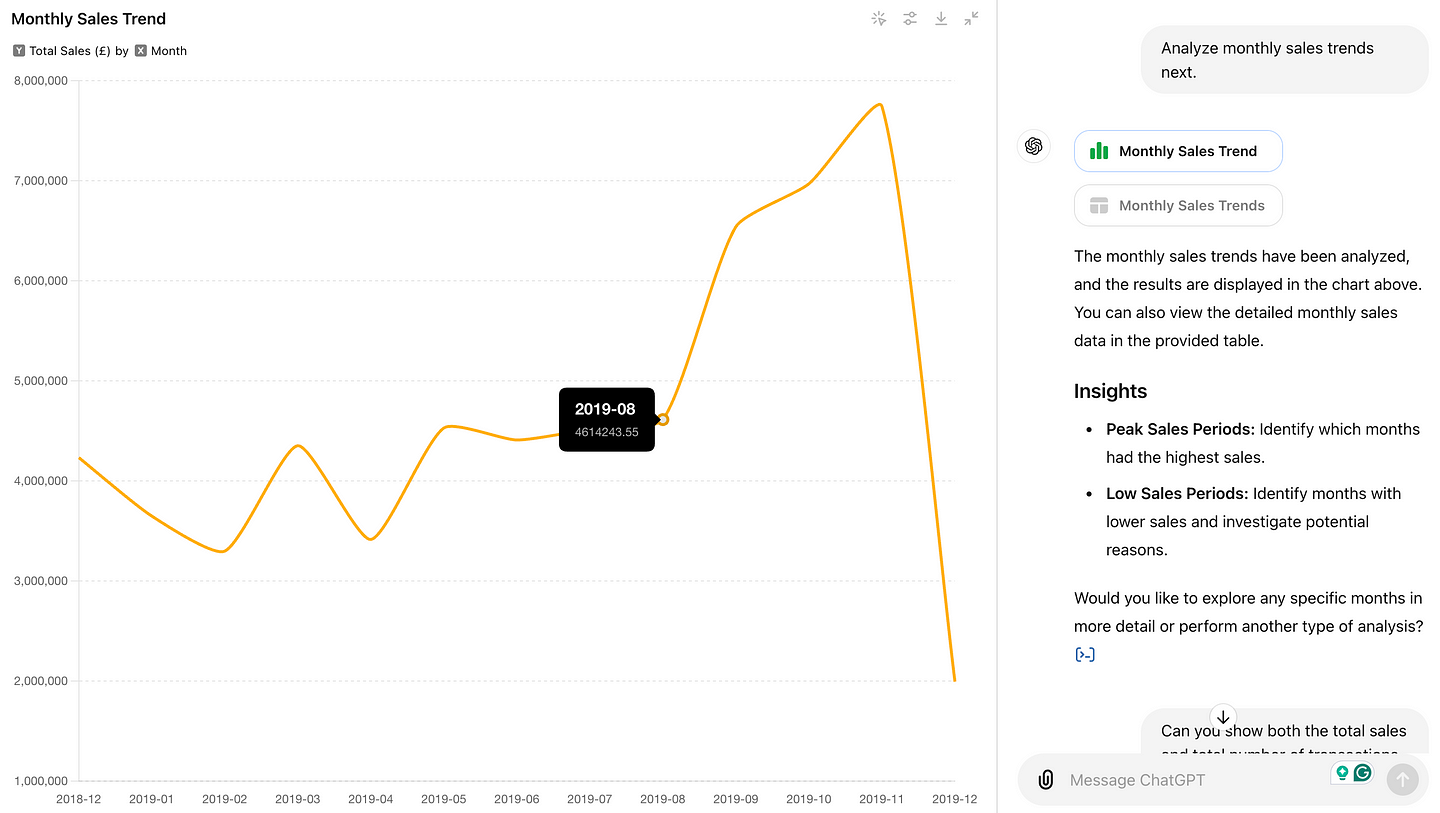 Monthly Sales Trend
Y Total Sales (£) by X Month
8,000,000
7,000,000
6,000,000
5,000,000
4,000,000
3,000,000
2,000,000
1,000,000
2018-12 2019-01 2019-02 2019-03 2019-04 2019-05 2019-06 2019-07 2019-08 2019-09 2019-10 2019-11 2019-12
2019-08
4614243.55
Analyze monthly sales trends
next.
Monthly Sales Trend
Monthly Sales Trends
The monthly sales trends have been analyzed,
and the results are displayed in the chart above.
You can also view the detailed monthly sales
data in the provided table.
Insights
• Peak Sales Periods: Identify which months
had the highest sales.
• Low Sales Periods: Identify months with
lower sales and investigate potential
reasons.
Would you like to explore any specific months in
more detail or perform another type of analysis?
Can you show both the total sales
and total number of transactions
Message ChatGPT